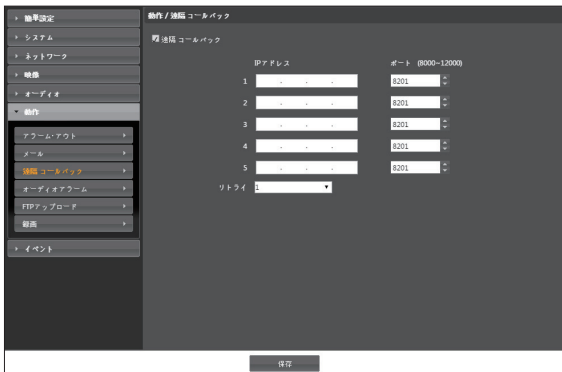 簡単設定
システム
ネットワーク
映像
オーディオ
動作
アラーム・アウト
メール
遠隔 コールバック
オーディオアラーム
FTPアップロード
録画
イベント
動作 / 遠隔 コールバック
遠隔 コールバック
IPアドレス ポート (8000~12000)
1 . . . 8201
2 . . . 8201
3 . . . 8201
4 . . . 8201
5 . . . 8201
リトライ 1
保存